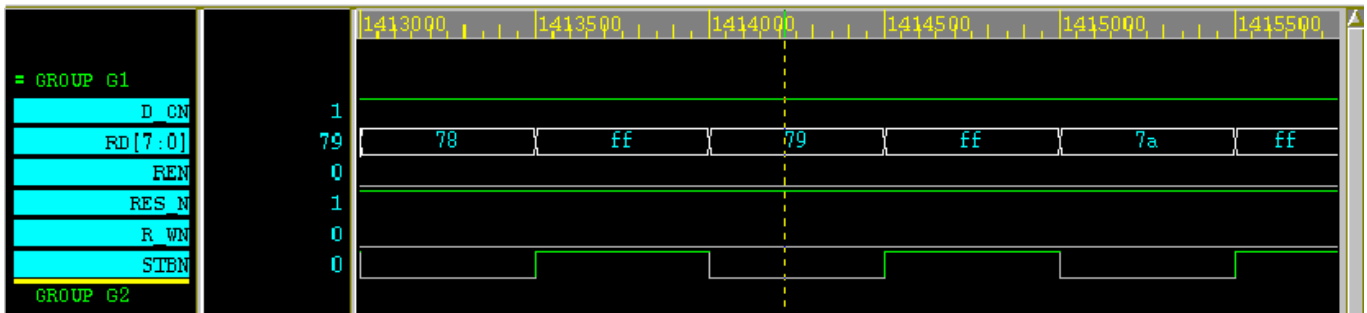 1413000 1413500 1414000 1414500 1415000 1415500
= GROUP G1
D_CN 1
RD[7:0] 79 78 ff 79 ff 7a ff
REN 0
RES_N 1
R_WN 0
STBN 0
GROUP G2